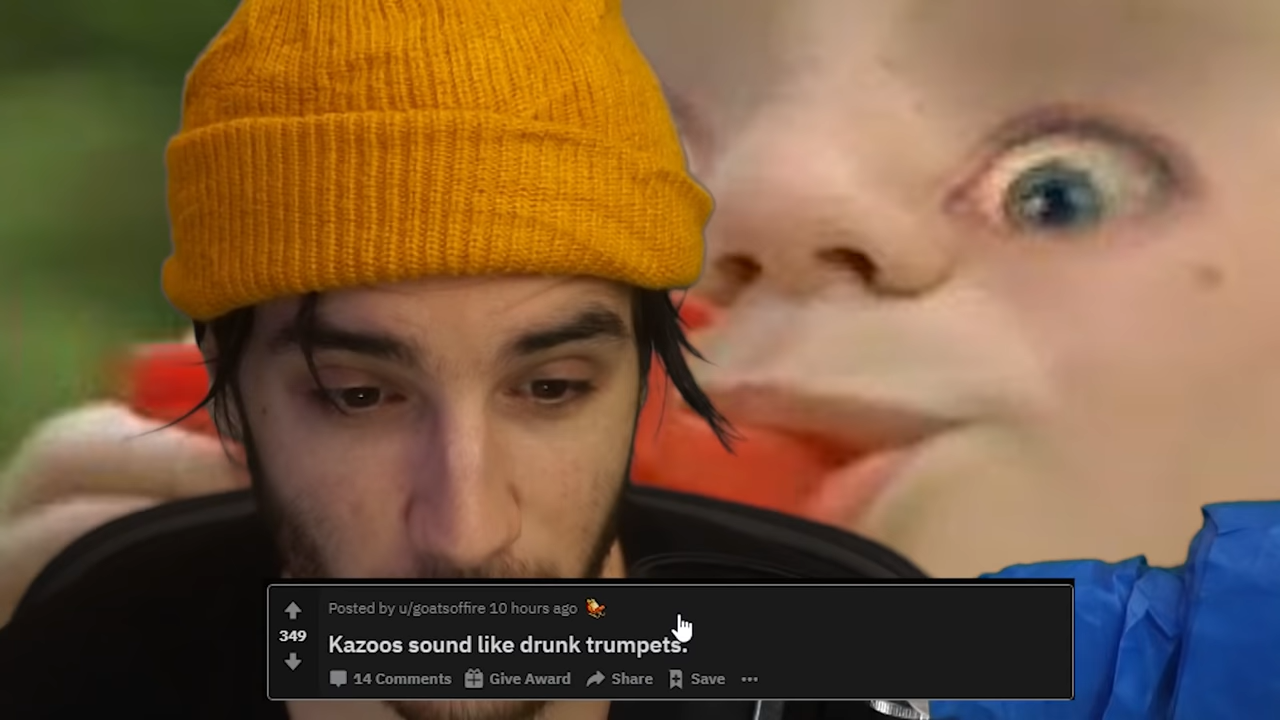 Posted by u/goatsoffire 10 hours ago
349
Kazoos sound like drunk trumpets.
14 Comments Give Award Share Save